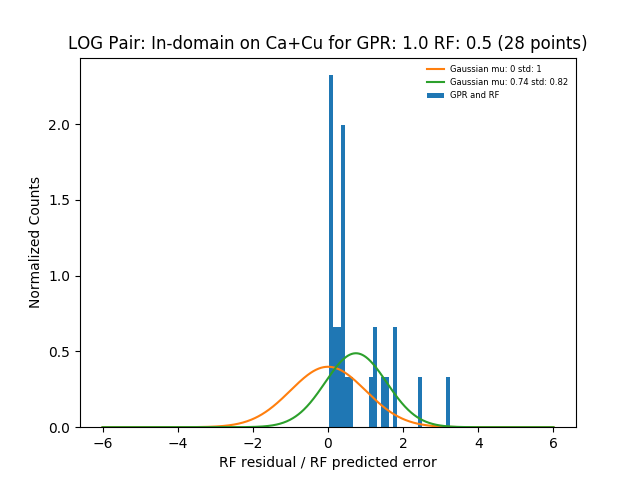 LOG Pair: In-domain on Ca+Cu for GPR: 1.0 RF: 0.5 (28 points)
Gaussian mu: 0 std: 1
Gaussian mu: 0.74 std: 0.82
GPR and RF
Normalized Counts
2.0
1.5
1.0
0.5
0.0
−6
−4
−2
0
2
4
6
RF residual / RF predicted error